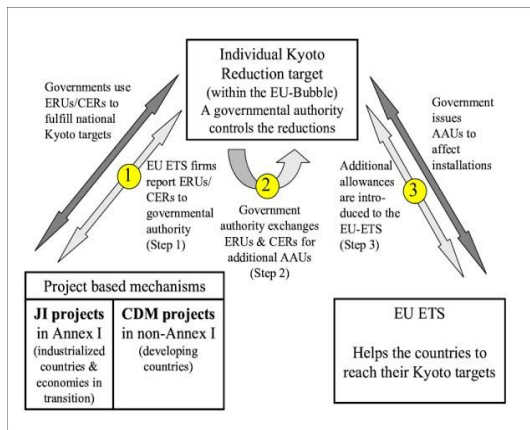 Individual Kyoto
Reduction target
(within the EU-Bubble)
A governmental authority
controls the reductions
Governments use
ERUs/CERs to
fulfill national
Kyoto targets
Government
issues
AAUs to
affect
installations
1
EU ETS firms
report ERUs/
CERs to
governmental
authority
(Step 1)
2
Government
authority exchanges
ERUs & CERs for
additional AAUs
(Step 2)
Additional
allowances
are intro-
duced to the
EU-ETS
(Step 3)
3
Project based mechanisms
JI projects
in Annex I
(industrialized
countries &
economies in
transition)
CDM projects
in non-Annex I
(developing
countries)
EU ETS
Helps the countries to
reach their Kyoto targets